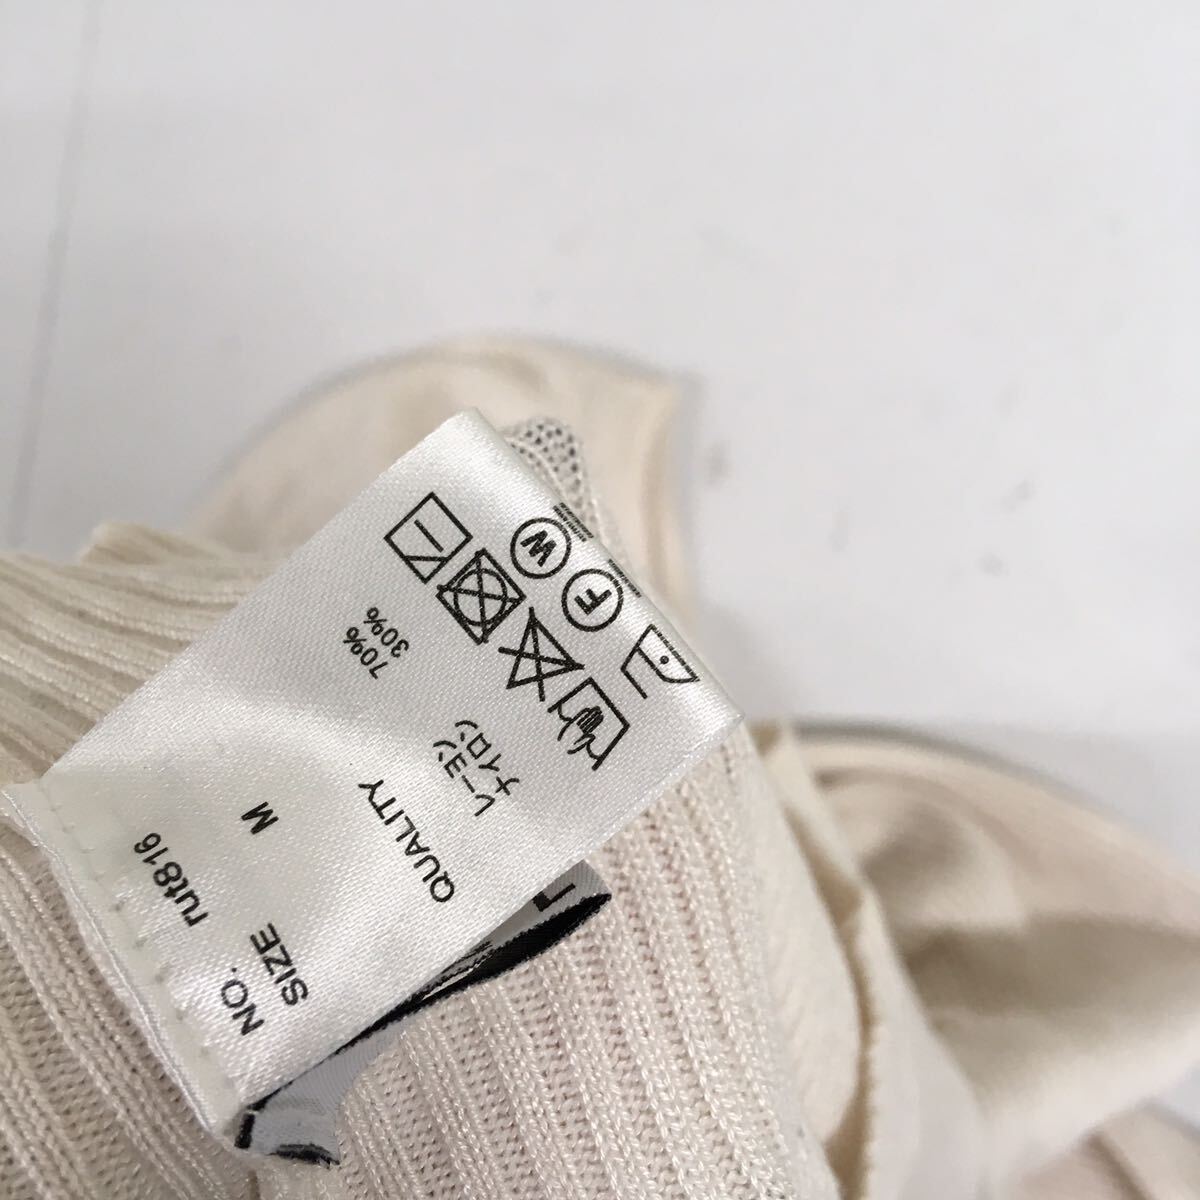 NO. rut816
SIZE M
QUALITY
レーヨン 70%
ナイロン 30%
W
F